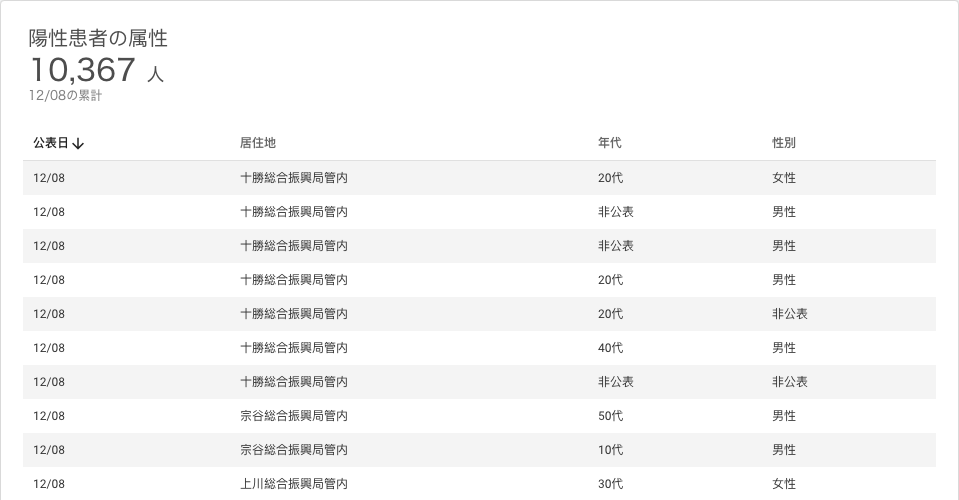 陽性患者の属性
10,367 人
12/08の累計
公表日 居住地 年代 性別
12/08 十勝総合振興局管内 20代 女性
12/08 十勝総合振興局管内 非公表 男性
12/08 十勝総合振興局管内 非公表 男性
12/08 十勝総合振興局管内 20代 男性
12/08 十勝総合振興局管内 20代 非公表
12/08 十勝総合振興局管内 40代 男性
12/08 十勝総合振興局管内 非公表 非公表
12/08 宗谷総合振興局管内 50代 男性
12/08 宗谷総合振興局管内 10代 男性
12/08 上川総合振興局管内 30代 女性